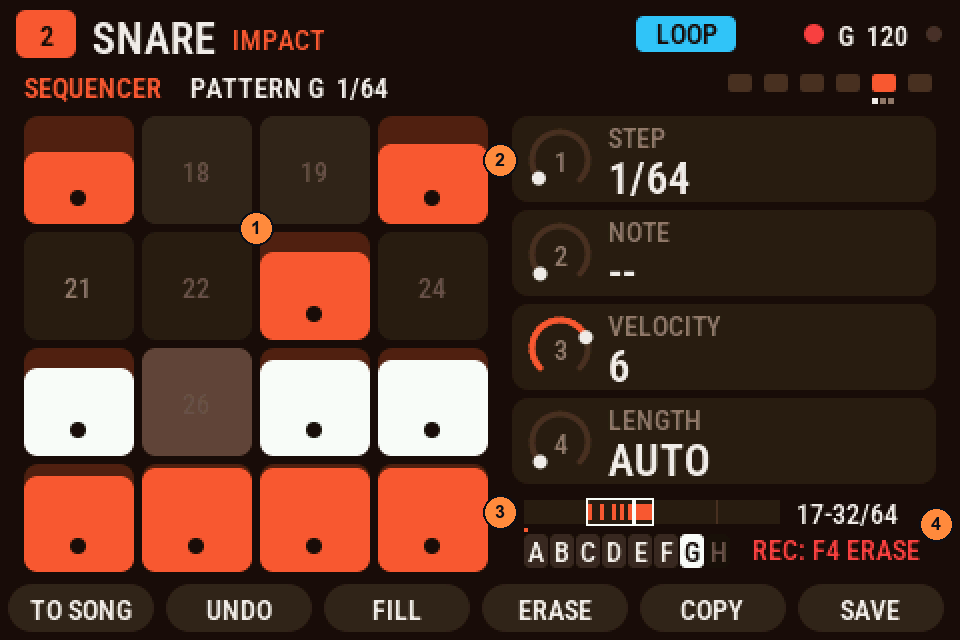 2 SNARE IMPACT LOOP G 120
SEQUENCER PATTERN G 1/64
18 19
2
1 STEP
1/64
1
21 22 24
2 NOTE
--
26
3 VELOCITY
6
4 LENGTH
AUTO
3
17-32/64
4
A B C D E F G H REC: F4 ERASE
TO SONG UNDO FILL ERASE COPY SAVE